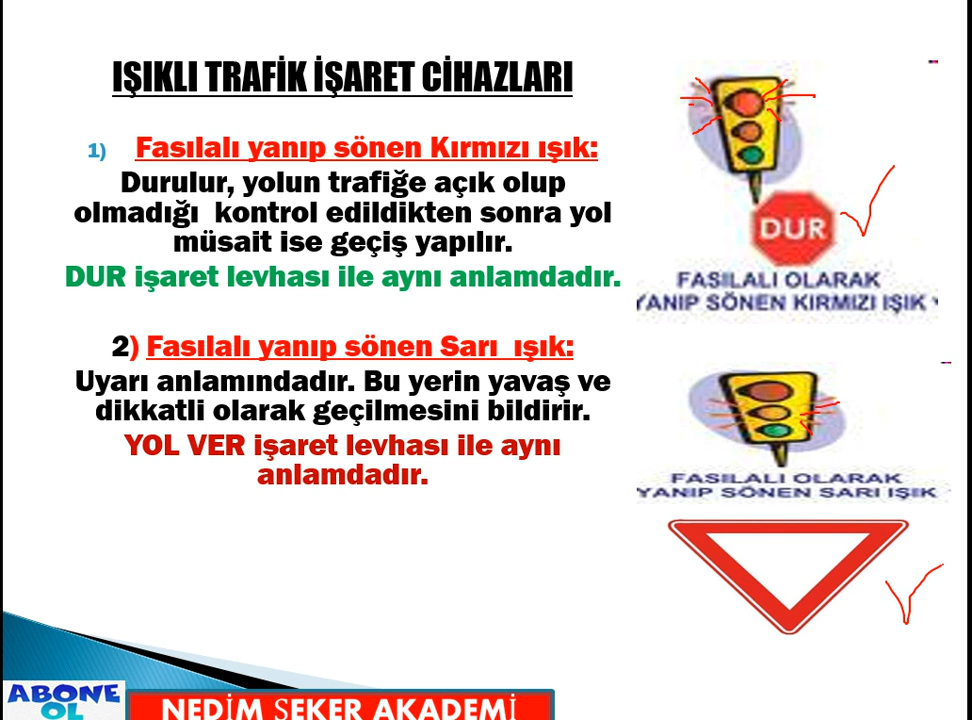 IŞIKLI TRAFİK İŞARET CİHAZLARI
1) Fasılalı yanıp sönen Kırmızı ışık:
Durulur, yolun trafiğe açık olup
olmadığı kontrol edildikten sonra yol
müsait ise geçiş yapılır.
DUR işaret levhası ile aynı anlamdadır.
2) Fasılalı yanıp sönen Sarı ışık:
Uyarı anlamındadır. Bu yerin yavaş ve
dikkatli olarak geçilmesini bildirir.
YOL VER işaret levhası ile aynı
anlamdadır.
DUR
FASILALI OLARAK
YANIP SÖNEN KIRMIZI IŞIK
FASILALI OLARAK
YANIP SÖNEN SARI IŞIK
ABONE
OL
NEDİM ŞEKER AKADEMİ